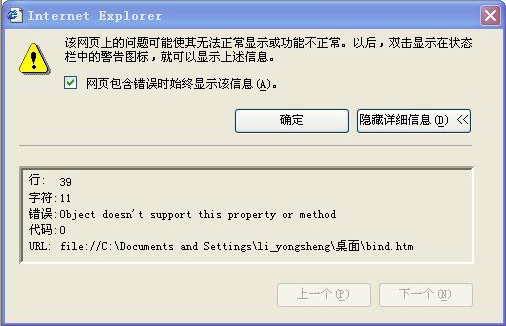 Internet Explorer
该网页上的问题可能使其无法正常显示或功能不正常。以后，双击显示在状态
栏中的警告图标，就可以显示上述信息。
网页包含错误时始终显示该信息(A)。
确定
隐藏详细信息(D) <<
行: 39
字符:11
错误:Object doesn't support this property or method
代码:0
URL: file://C:\Documents and Settings\li_yongsheng\桌面\bind.htm
上一个(P)
下一个(N)